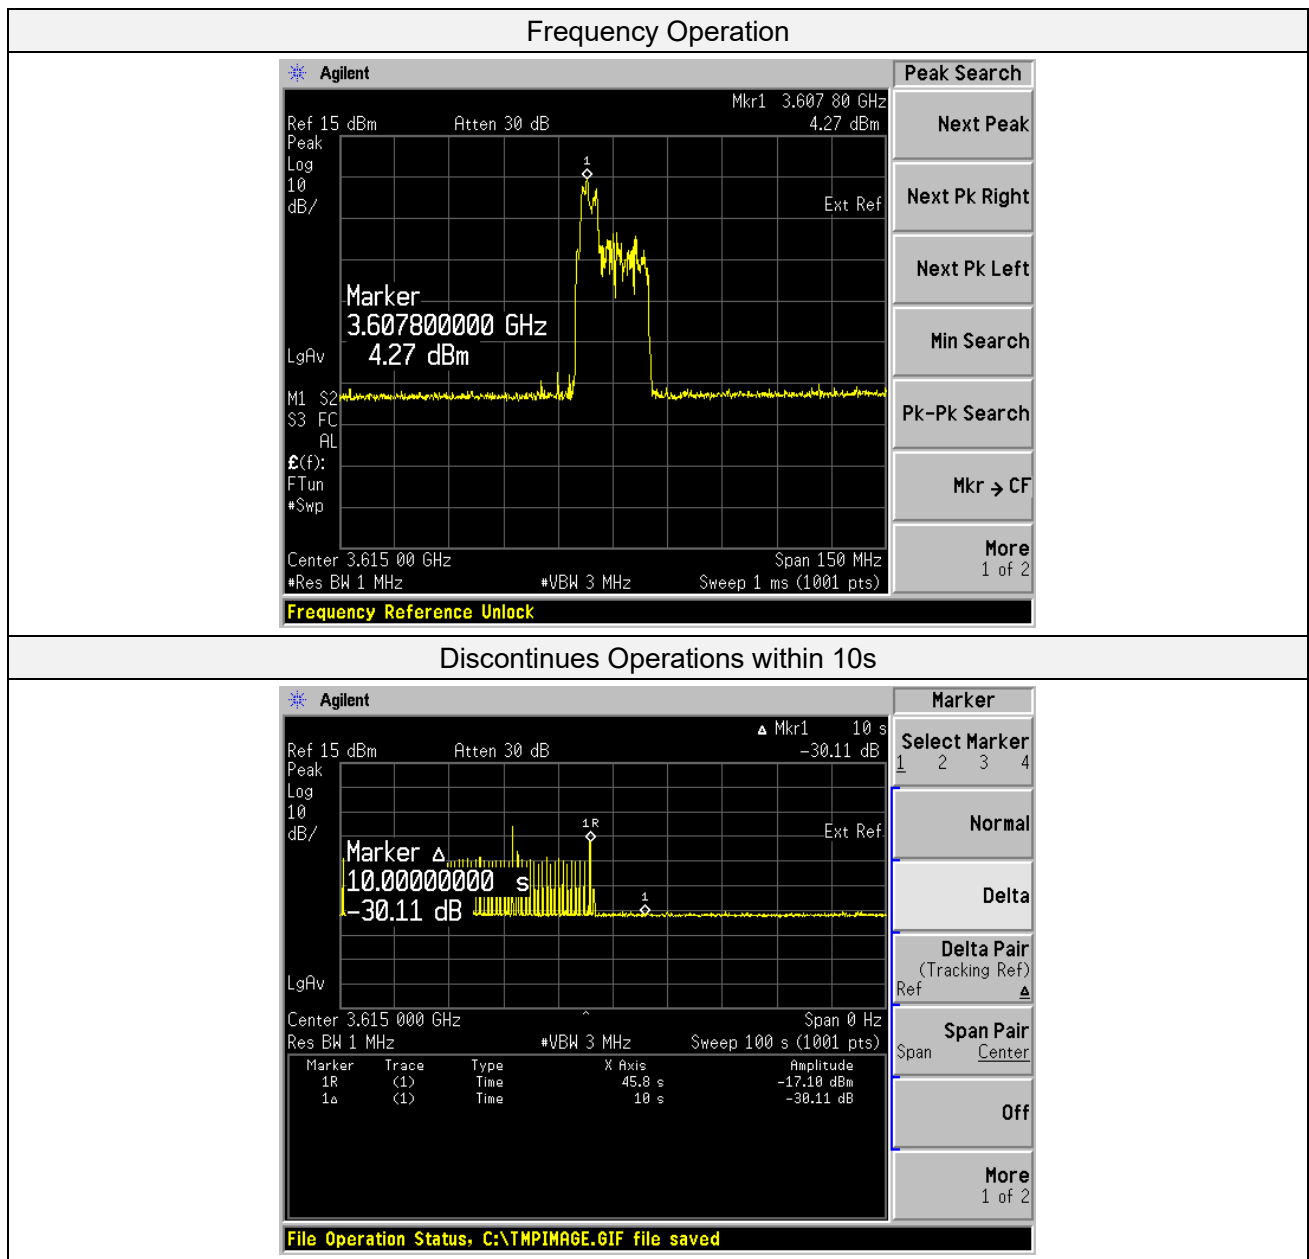 Frequency Operation
Agilent
Peak Search
Mkr1 3.607 80 GHz
Ref 15 dBm Atten 30 dB 4.27 dBm
Peak
Log
10
dB/
1
Ext Ref
Marker
3.607800000 GHz
4.27 dBm
LgAv
M1 S2
S3 FC
AL
£(f):
FTun
#Swp
Center 3.615 00 GHz Span 150 MHz
#Res BW 1 MHz #VBW 3 MHz Sweep 1 ms (1001 pts)
Frequency Reference Unlock
Next Peak
Next Pk Right
Next Pk Left
Min Search
Pk-Pk Search
Mkr → CF
More
1 of 2
Discontinues Operations within 10s
Agilent
Marker
Δ Mkr1 10 s
Ref 15 dBm Atten 30 dB -30.11 dB
Peak
Log
10
dB/
1R
Ext Ref
Marker Δ
10.00000000 s
-30.11 dB
1
LgAv
Center 3.615 000 GHz ^ Span 0 Hz
Res BW 1 MHz #VBW 3 MHz Sweep 100 s (1001 pts)
Marker Trace Type X Axis Amplitude
1R (1) Time 45.8 s -17.10 dBm
1Δ (1) Time 10 s -30.11 dB
File Operation Status, C:\TMPIMAGE.GIF file saved
Select Marker
1 2 3 4
Normal
Delta
Delta Pair
(Tracking Ref)
Ref Δ
Span Pair
Span Center
Off
More
1 of 2